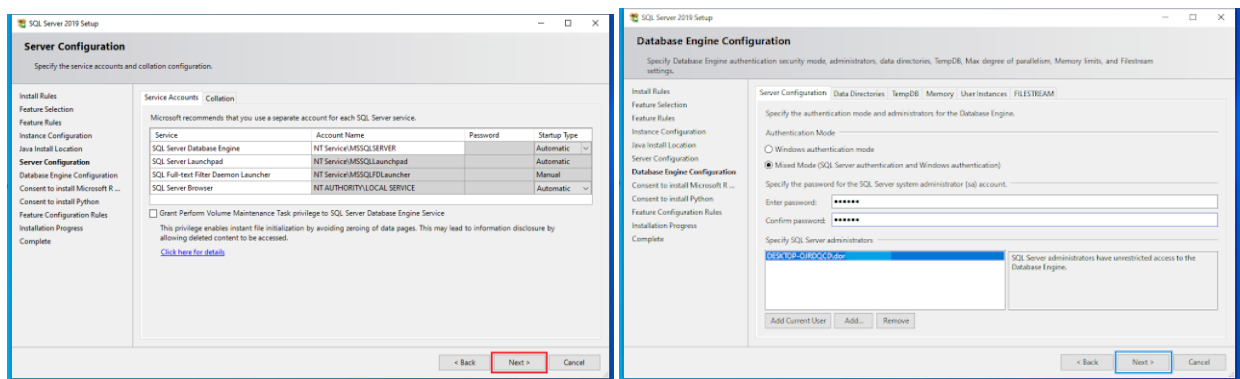 SQL Server 2019 Setup
Server Configuration
Specify the service accounts and collation configuration.
Install Rules
Feature Selection
Feature Rules
Instance Configuration
Java Install Location
Server Configuration
Database Engine Configuration
Consent to install Microsoft R ...
Consent to install Python
Feature Configuration Rules
Installation Progress
Complete
Service Accounts Collation
Microsoft recommends that you use a separate account for each SQL Server service.
Service Account Name Password Startup Type
SQL Server Database Engine NT Service\MSSQLSERVER Automatic
SQL Server Launchpad NT Service\MSSQLLaunchpad Automatic
SQL Full-text Filter Daemon Launcher NT Service\MSSQLFDLauncher Manual
SQL Server Browser NT AUTHORITY\LOCAL SERVICE Automatic
Grant Perform Volume Maintenance Task privilege to SQL Server Database Engine Service
This privilege enables instant file initialization by avoiding zeroing of data pages. This may lead to information disclosure by
allowing deleted content to be accessed.
Click here for details
< Back Next > Cancel
SQL Server 2019 Setup
Database Engine Configuration
Specify Database Engine authentication security mode, administrators, data directories, TempDB, Max degree of parallelism, Memory limits, and Filestream
settings.
Install Rules
Feature Selection
Feature Rules
Instance Configuration
Java Install Location
Server Configuration
Database Engine Configuration
Consent to install Microsoft R ...
Consent to install Python
Feature Configuration Rules
Installation Progress
Complete
Server Configuration Data Directories TempDB Memory User Instances FILESTREAM
Specify the authentication mode and administrators for the Database Engine.
Authentication Mode
Windows authentication mode
Mixed Mode (SQL Server authentication and Windows authentication)
Specify the password for the SQL Server system administrator (sa) account.
Enter password: ●●●●●●
Confirm password: ●●●●●●
Specify SQL Server administrators
SQL Server administrators have unrestricted access to the
Database Engine.
Add Current User Add... Remove
< Back Next > Cancel